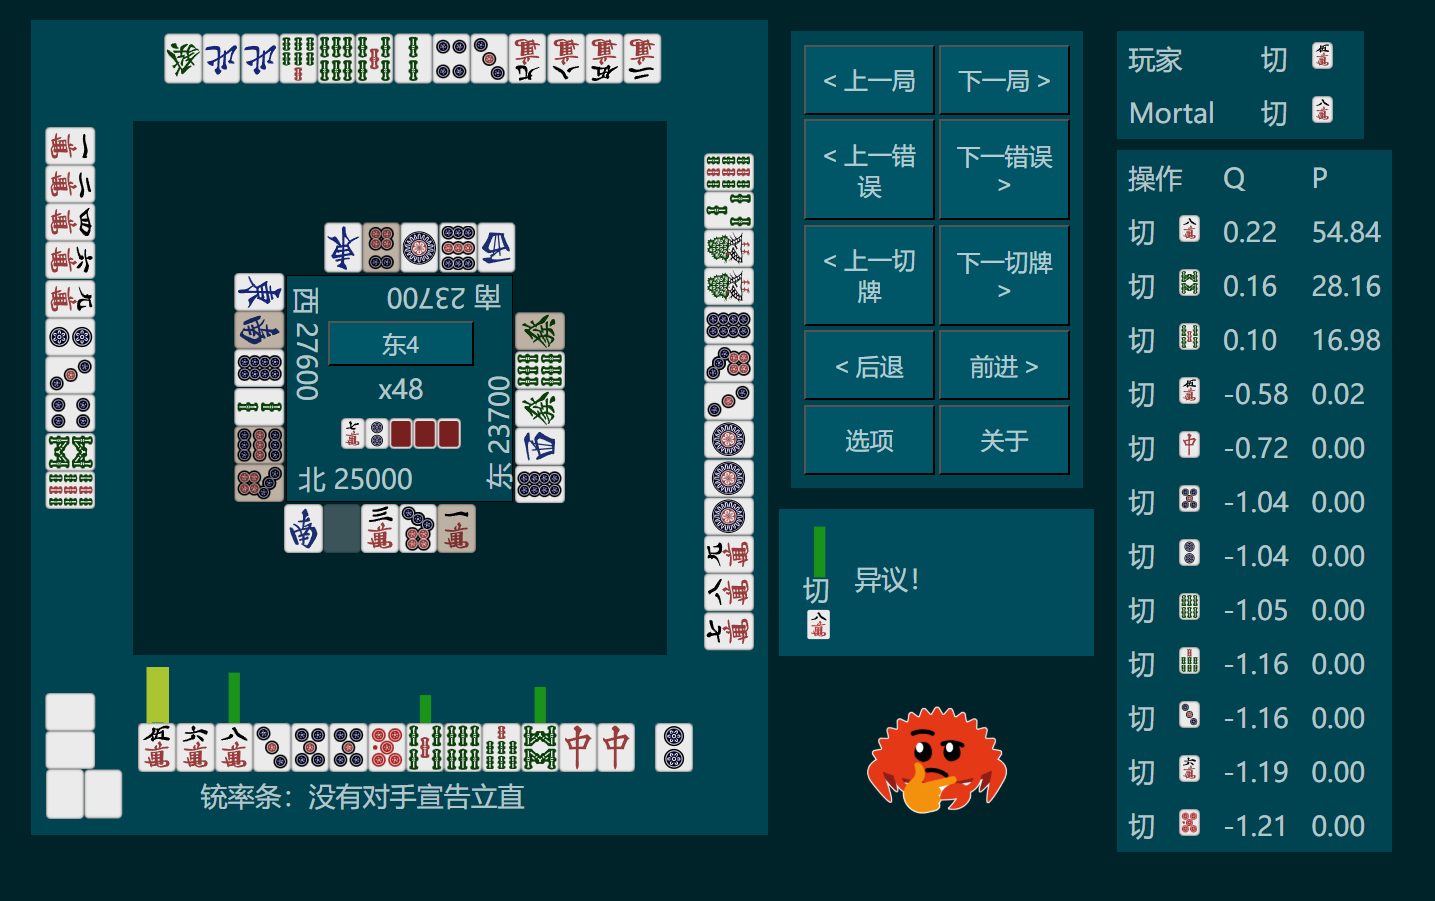 < 上一局
下一局 >
< 上一错
误
下一错误
>
< 上一切
牌
下一切牌
>
< 后退
前进 >
选项
关于
玩家 切
Mortal 切
操作 Q P
切 0.22 54.84
切 0.16 28.16
切 0.10 16.98
切 -0.58 0.02
切 -0.72 0.00
切 -1.04 0.00
切 -1.04 0.00
切 -1.05 0.00
切 -1.16 0.00
切 -1.16 0.00
切 -1.19 0.00
切 -1.21 0.00
南 23700
西 27600
东4
x48
东 23700
北 25000
切
异议!
铳率条：没有对手宣告立直